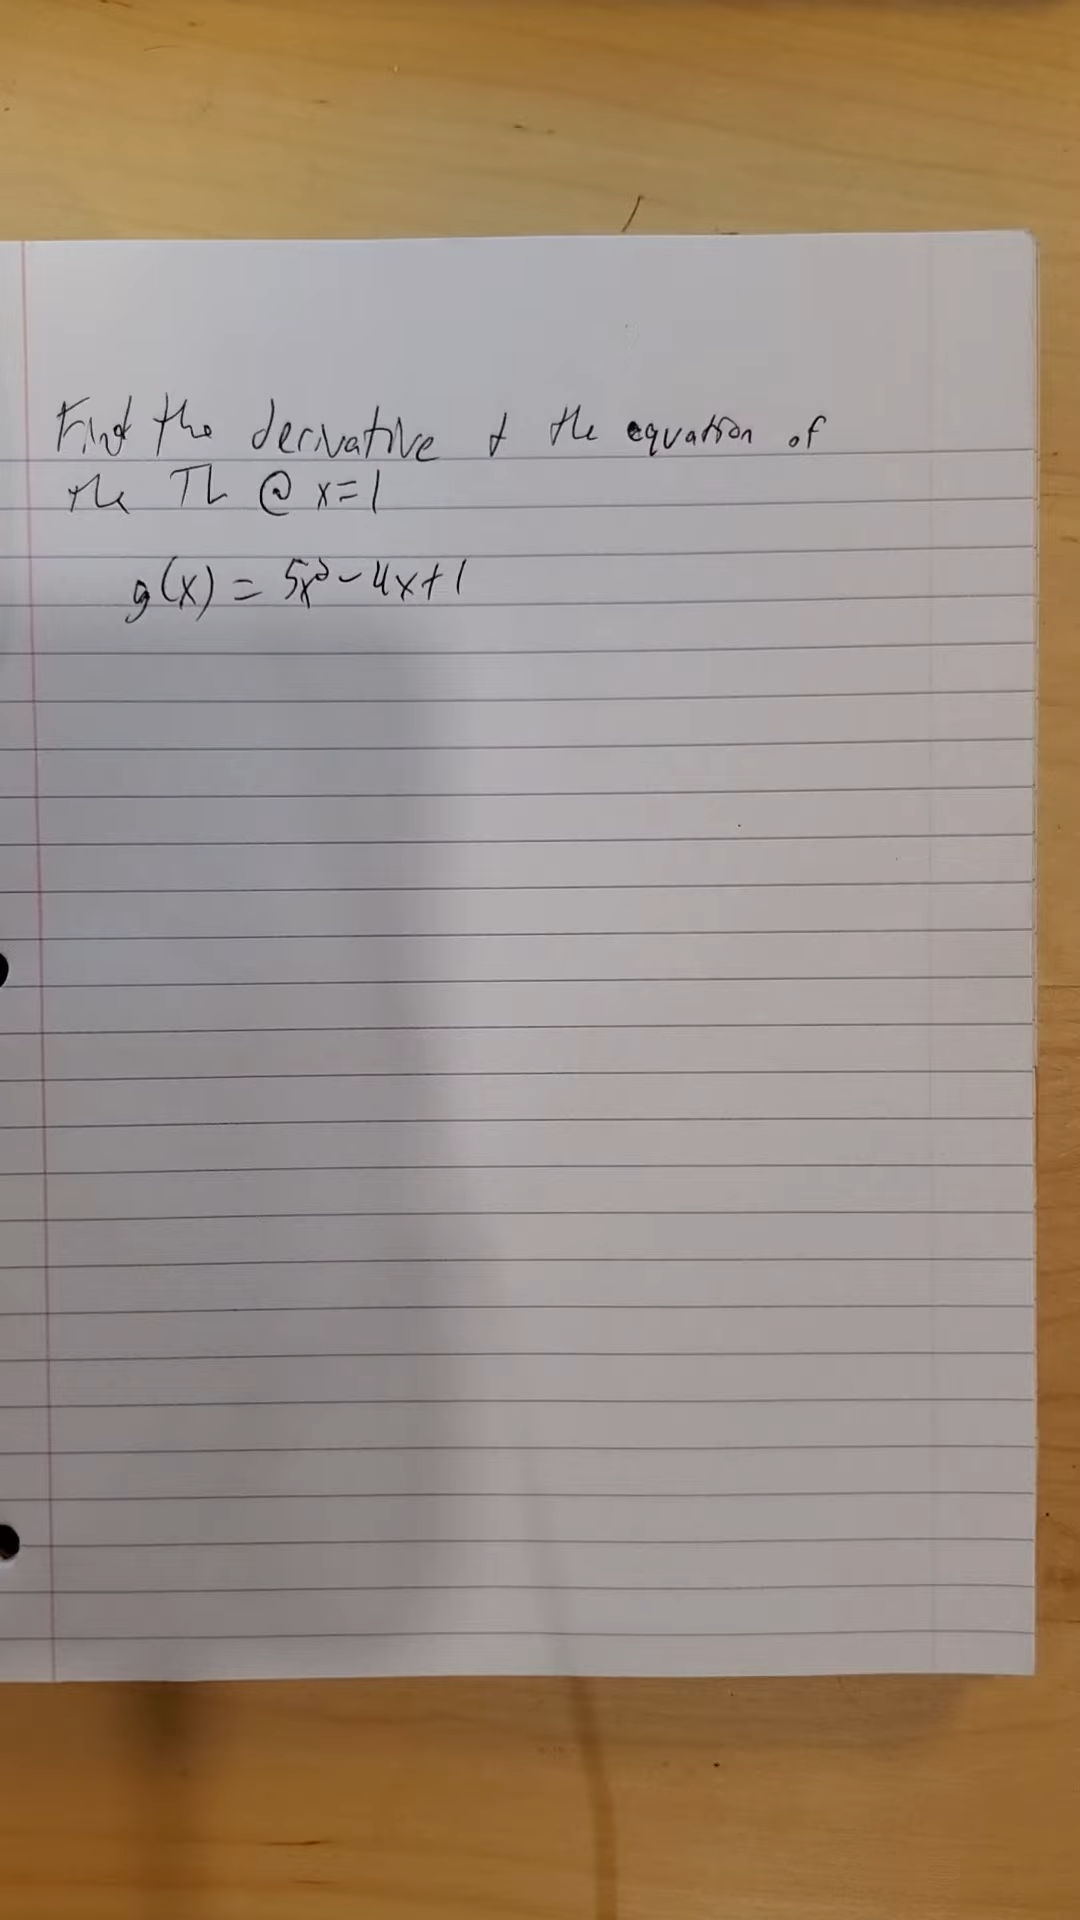 Find the derivative & the equation of
the TL @ x=1
g(x) = 5x²-4x+1